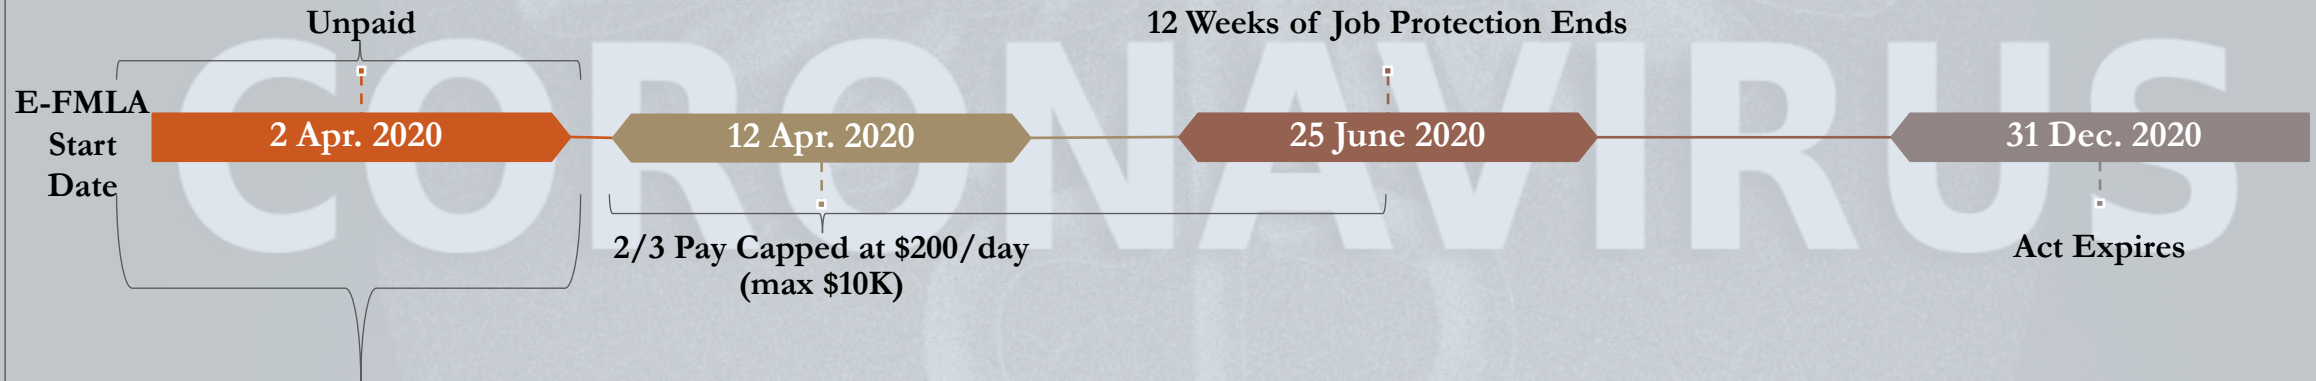 Unpaid
12 Weeks of Job Protection Ends
E-FMLA
Start
Date
2 Apr. 2020
12 Apr. 2020
25 June 2020
31 Dec. 2020
2/3 Pay Capped at $200/day
(max $10K)
Act Expires
CORONAVIRUS